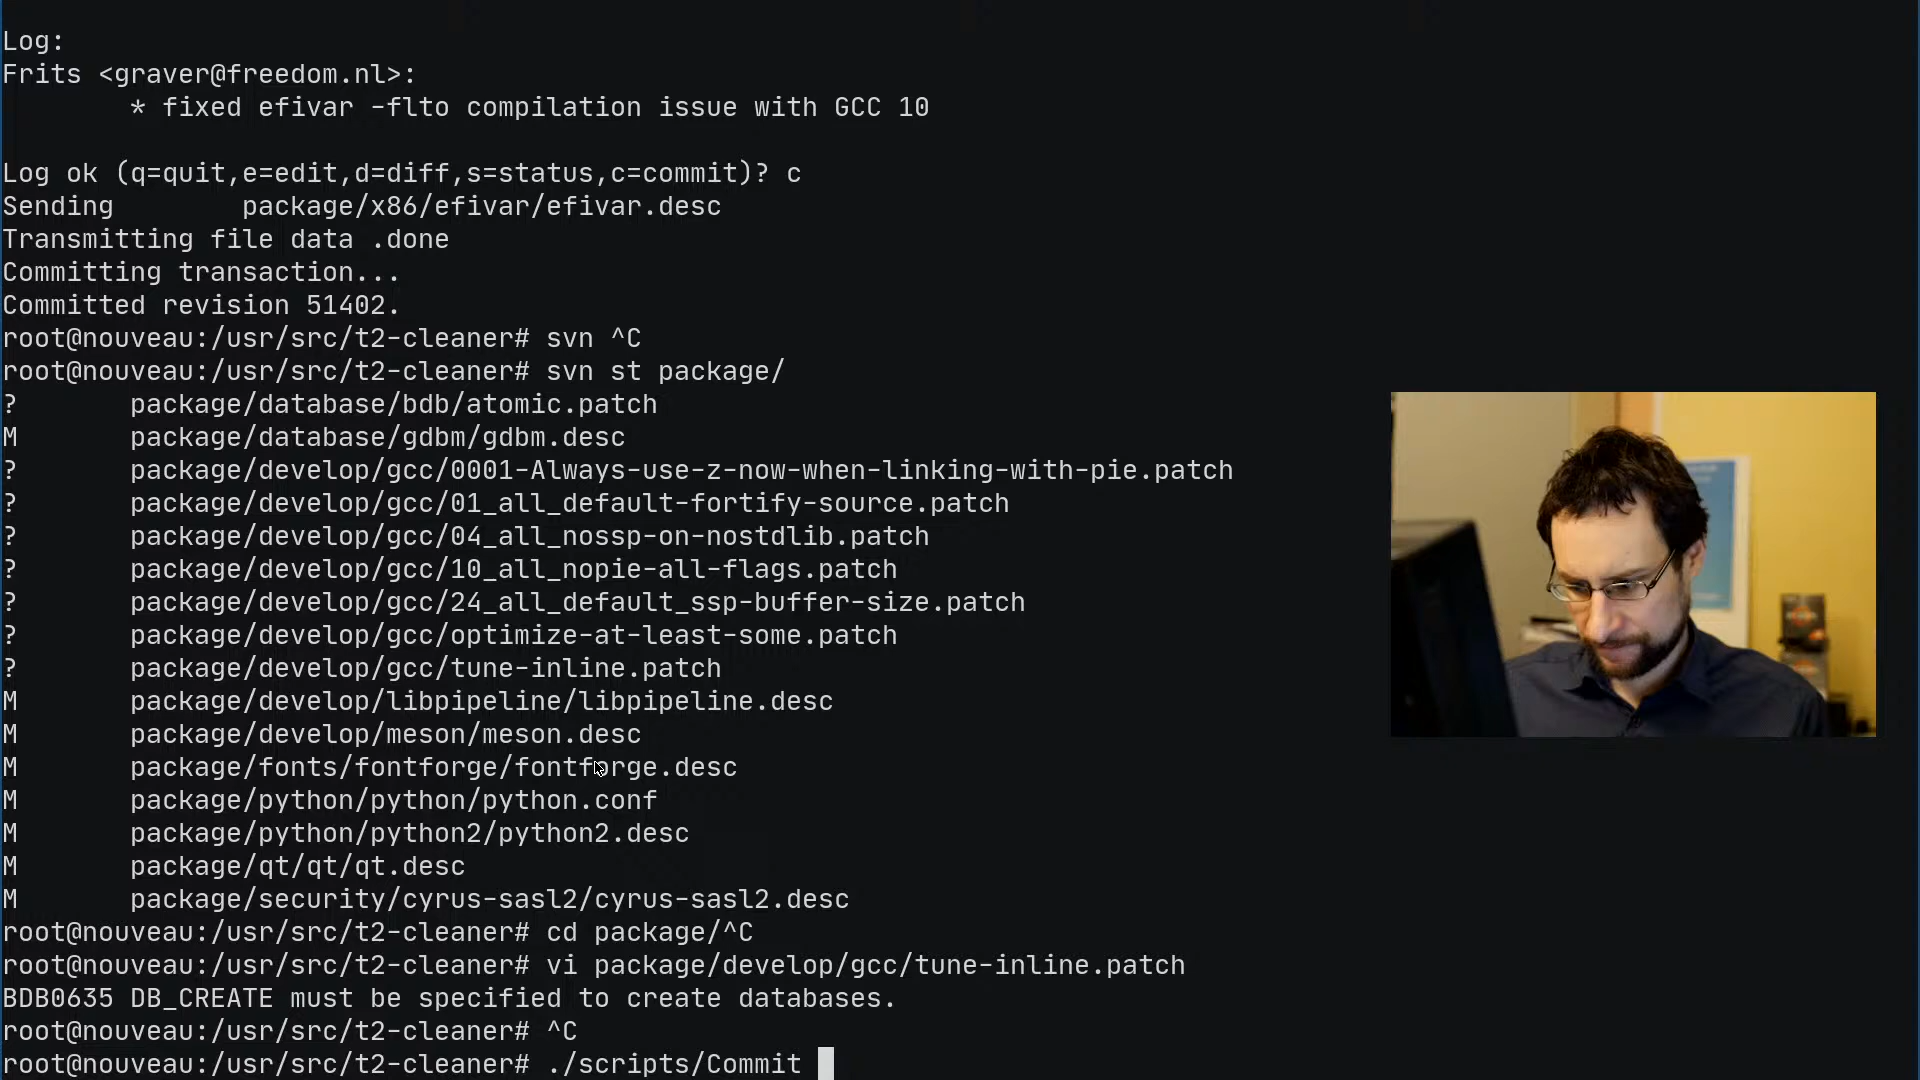 Log:
Frits <graver@freedom.nl>:
        * fixed efivar -flto compilation issue with GCC 10
Log ok (q=quit,e=edit,d=diff,s=status,c=commit)? c
Sending        package/x86/efivar/efivar.desc
Transmitting file data .done
Committing transaction...
Committed revision 51402.
root@nouveau:/usr/src/t2-cleaner# svn ^C
root@nouveau:/usr/src/t2-cleaner# svn st package/
?       package/database/bdb/atomic.patch
M       package/database/gdbm/gdbm.desc
?       package/develop/gcc/0001-Always-use-z-now-when-linking-with-pie.patch
?       package/develop/gcc/01_all_default-fortify-source.patch
?       package/develop/gcc/04_all_nossp-on-nostdlib.patch
?       package/develop/gcc/10_all_nopie-all-flags.patch
?       package/develop/gcc/24_all_default_ssp-buffer-size.patch
?       package/develop/gcc/optimize-at-least-some.patch
?       package/develop/gcc/tune-inline.patch
M       package/develop/libpipeline/libpipeline.desc
M       package/develop/meson/meson.desc
M       package/fonts/fontforge/fontforge.desc
M       package/python/python/python.conf
M       package/python/python2/python2.desc
M       package/qt/qt/qt.desc
M       package/security/cyrus-sasl2/cyrus-sasl2.desc
root@nouveau:/usr/src/t2-cleaner# cd package/^C
root@nouveau:/usr/src/t2-cleaner# vi package/develop/gcc/tune-inline.patch
BDB0635 DB_CREATE must be specified to create databases.
root@nouveau:/usr/src/t2-cleaner# ^C
root@nouveau:/usr/src/t2-cleaner# ./scripts/Commit